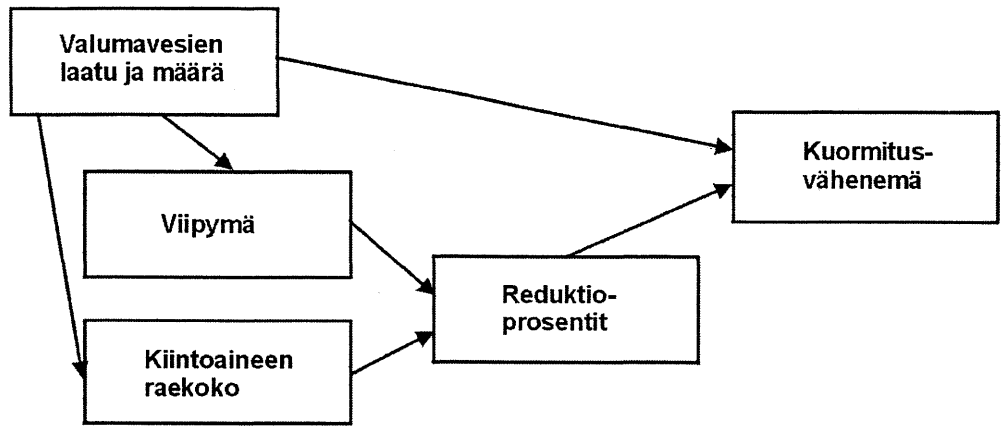 Valumavesien
laatu ja määrä
Kuormitus-
vähenemä
Viipymä
Reduktio-
prosentit
Kiintoaineen
raekoko